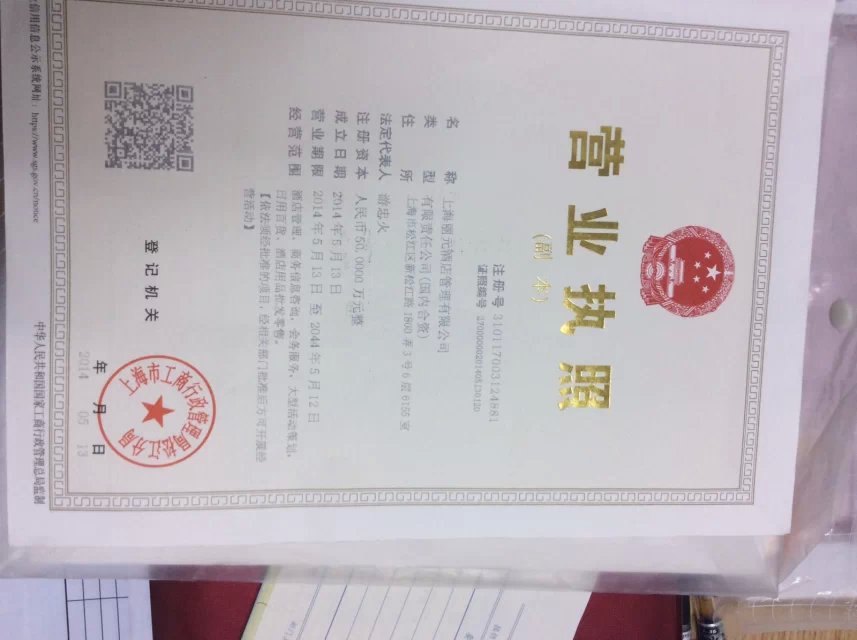 营业执照
(副 本)
注册号 310117003124881
证照编号 27000000201405130120
名 称 上海翎元酒店管理有限公司
类 型 有限责任公司(国内合资)
住 所 上海市松江区新松江路1800弄3号6层6150室
法定代表人 游忠火
注册资本 人民币50.0000万元整
成立日期 2014年5月13日
营业期限 2014年5月13日 至 2044年5月12日
经营范围 酒店管理,商务信息咨询,会务服务,大型活动策划,
日用百货、酒店用品批发零售。
【依法须经批准的项目,经相关部门批准后方可开展经
营活动】
登记机关
上海市工商行政管理局松江分局
2014 年 05 月 13 日
信用信息公示系统网址:
中华人民共和国国家工商行政管理总局监制